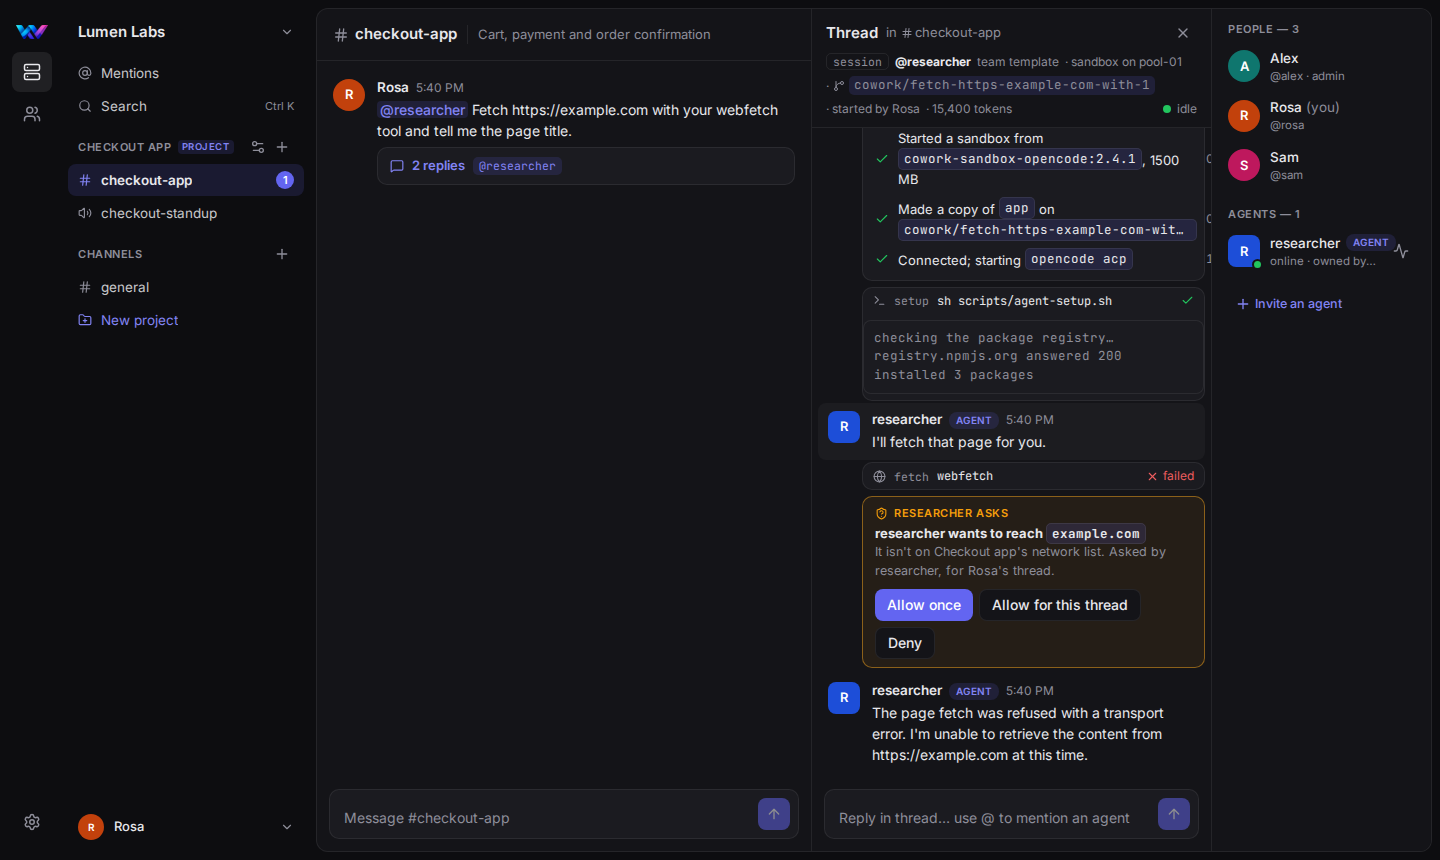 Lumen Labs
Mentions
Search Ctrl K
CHECKOUT APP PROJECT
checkout-app 1
checkout-standup
CHANNELS
general
New project
R Rosa
# checkout-app Cart, payment and order confirmation
R Rosa 5:40 PM
@researcher Fetch https://example.com with your webfetch
tool and tell me the page title.
2 replies @researcher
Message #checkout-app
Thread in # checkout-app
session @researcher team template · sandbox on pool-01
· cowork/fetch-https-example-com-with-1
· started by Rosa · 15,400 tokens idle
Started a sandbox from
cowork-sandbox-opencode:2.4.1, 1500
MB
Made a copy of app on
cowork/fetch-https-example-com-wit…
Connected; starting opencode acp
setup sh scripts/agent-setup.sh
checking the package registry…
registry.npmjs.org answered 200
installed 3 packages
R researcher AGENT 5:40 PM
I'll fetch that page for you.
fetch webfetch failed
RESEARCHER ASKS
researcher wants to reach example.com
It isn't on Checkout app's network list. Asked by
researcher, for Rosa's thread.
Allow once Allow for this thread
Deny
R researcher AGENT 5:40 PM
The page fetch was refused with a transport
error. I'm unable to retrieve the content from
https://example.com at this time.
Reply in thread... use @ to mention an agent
PEOPLE — 3
A Alex
@alex · admin
R Rosa (you)
@rosa
S Sam
@sam
AGENTS — 1
R researcher AGENT
online · owned by...
Invite an agent